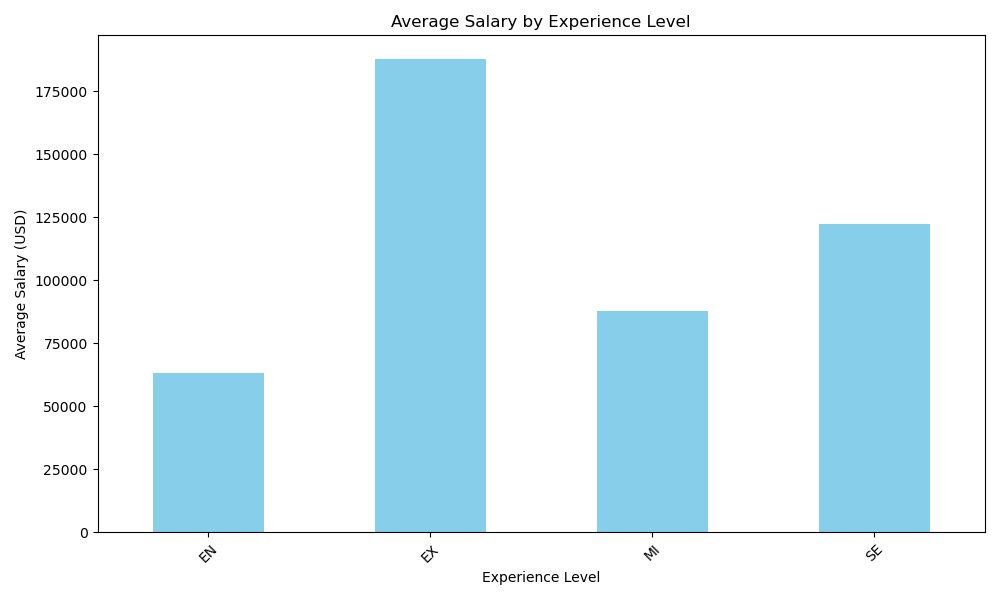 Average Salary by Experience Level
Average Salary (USD)
175000
150000
125000
100000
75000
50000
25000
0
EN
EX
MI
SE
Experience Level